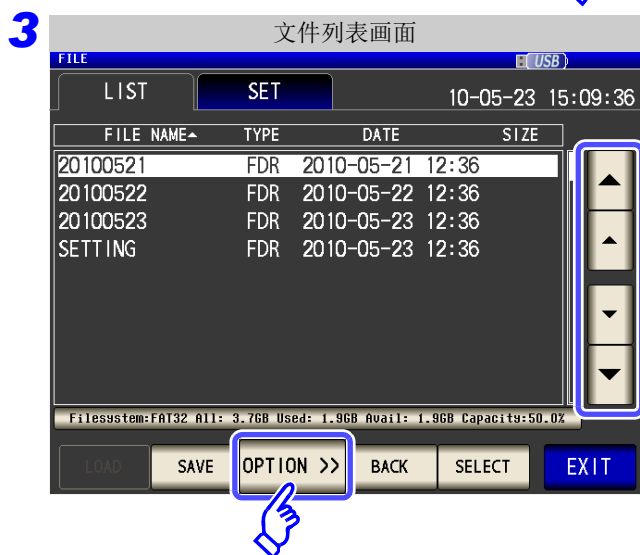 3
文件列表画面
FILE USB
LIST SET 10-05-23 15:09:36
FILE NAME TYPE DATE SIZE
20100521 FDR 2010-05-21 12:36
20100522 FDR 2010-05-22 12:36
20100523 FDR 2010-05-23 12:36
SETTING FDR 2010-05-23 12:36
Filesystem:FAT32 All: 3.7GB Used: 1.9GB Avail: 1.9GB Capacity:50.0%
LOAD SAVE OPTION >> BACK SELECT EXIT